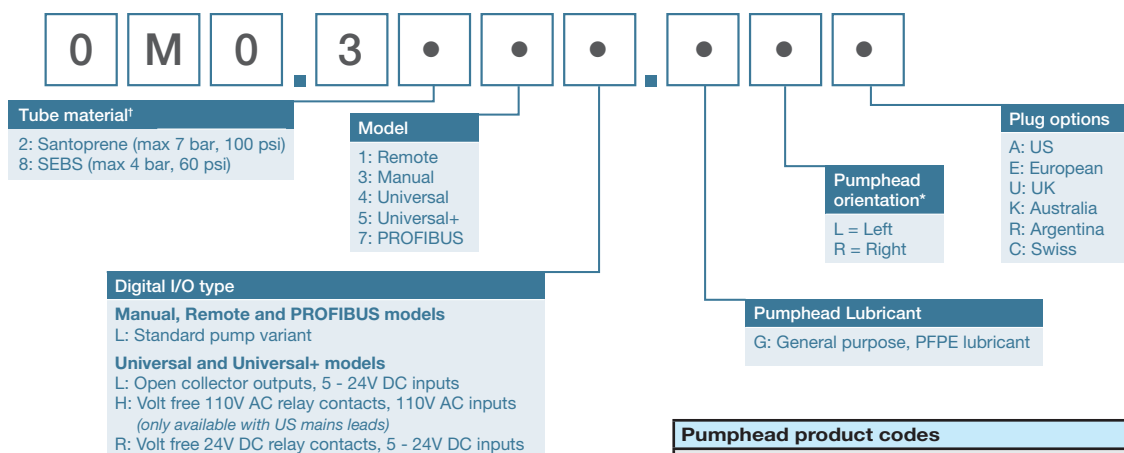 0 M 0 . 3 • • • . • • •
Tube material†
2: Santoprene (max 7 bar, 100 psi)
8: SEBS (max 4 bar, 60 psi)
Model
1: Remote
3: Manual
4: Universal
5: Universal+
7: PROFIBUS
Plug options
A: US
E: European
U: UK
K: Australia
R: Argentina
C: Swiss
Pumphead
orientation*
L = Left
R = Right
Digital I/O type
Manual, Remote and PROFIBUS models
L: Standard pump variant
Universal and Universal+ models
L: Open collector outputs, 5 - 24V DC inputs
H: Volt free 110V AC relay contacts, 110V AC inputs
(only available with US mains leads)
R: Volt free 24V DC relay contacts, 5 - 24V DC inputs
Pumphead Lubricant
G: General purpose, PFPE lubricant
Pumphead product codes